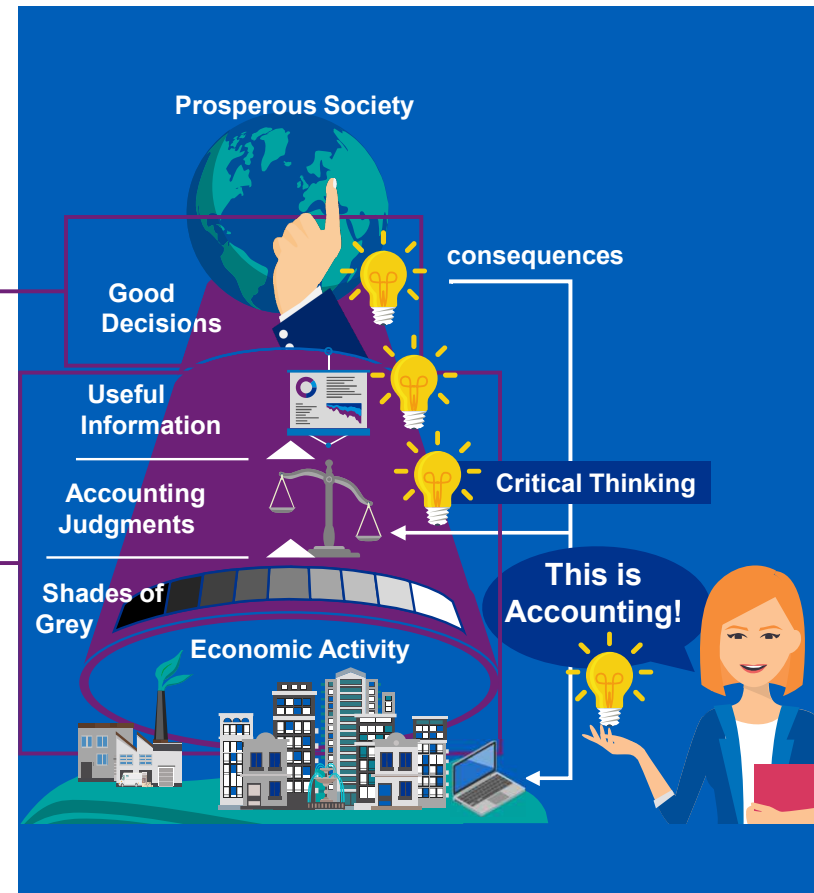 Prosperous Society
consequences
Good
Decisions
Useful
Information
Critical Thinking
Accounting
Judgments
This is
Accounting!
Shades of
Grey
Economic Activity